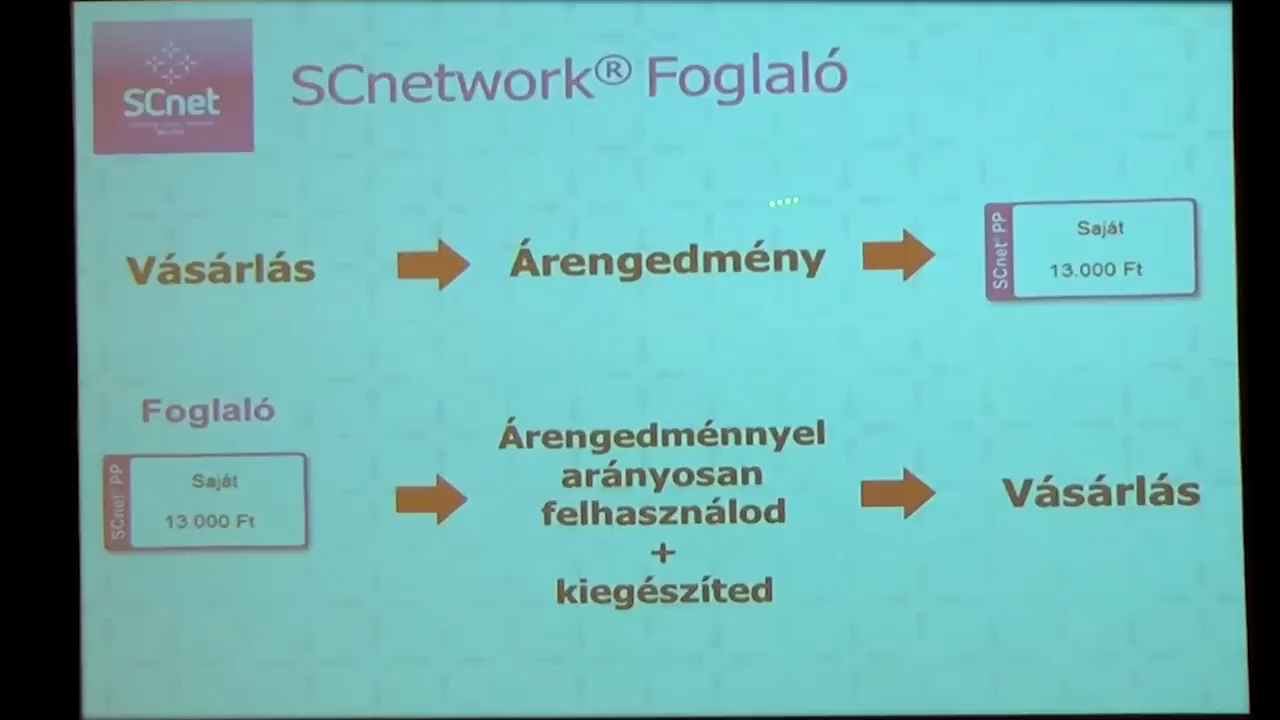 SCnet
SCnetwork® Foglaló
Vásárlás
Árengedmény
SCnet PP
Saját
13.000 Ft
Foglaló
SCnet PP
Saját
13.000 Ft
Árengedménnyel
arányosan
felhasználod
+
kiegészíted
Vásárlás